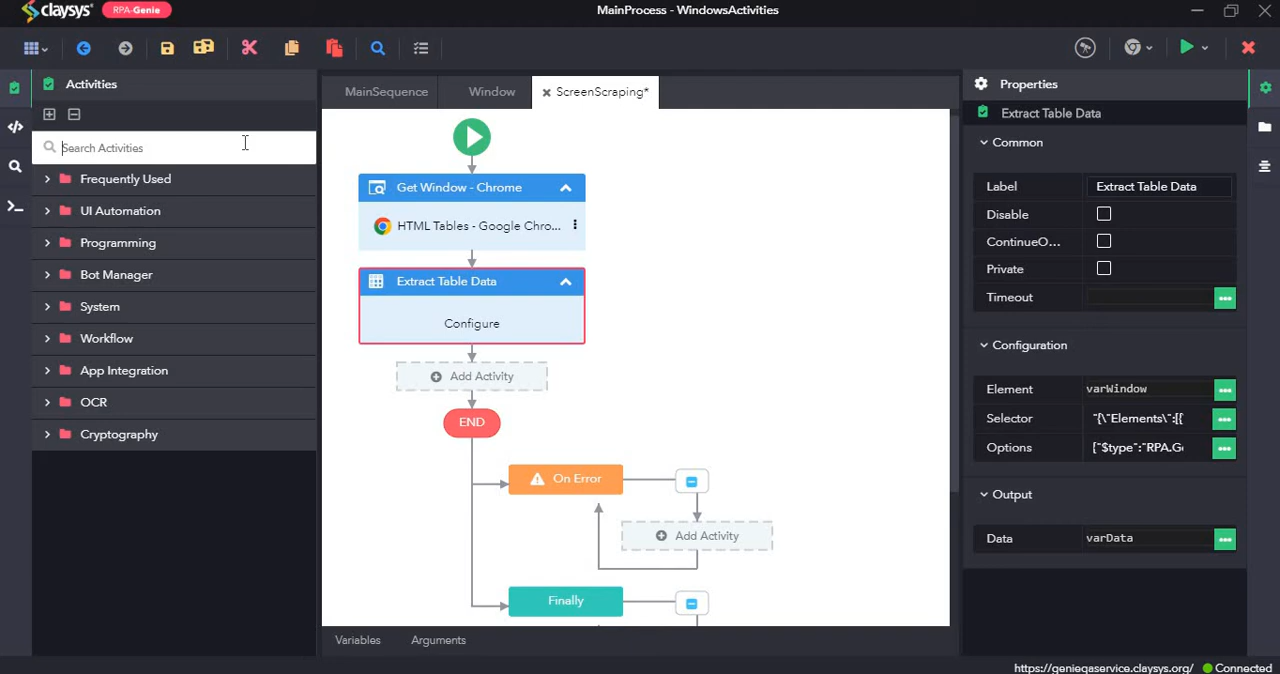 claysys
RPA-Genie
MainProcess - WindowsActivities
Activities
Search Activities
Frequently Used
UI Automation
Programming
Bot Manager
System
Workflow
App Integration
OCR
Cryptography
MainSequence
Window
ScreenScraping*
Get Window - Chrome
HTML Tables - Google Chro...
Extract Table Data
Configure
Add Activity
END
On Error
Add Activity
Finally
Variables
Arguments
Properties
Extract Table Data
Common
Label
Extract Table Data
Disable
ContinueO...
Private
Timeout
Configuration
Element
varWindow
Selector
"{\"Elements\":[{
Options
["$type":"RPA.G
Output
Data
varData
https://genieqaservice.claysys.org/
Connected